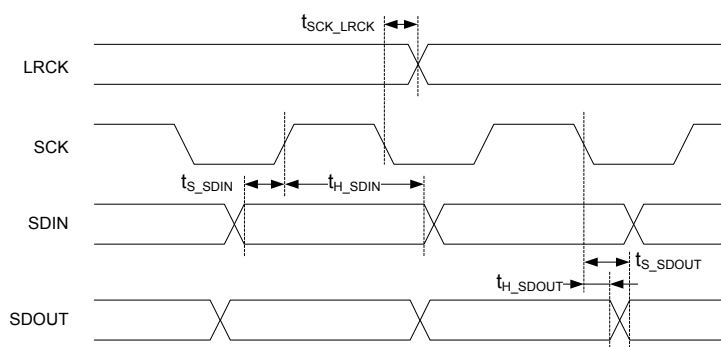 tSCK_LRCK
LRCK
SCK
tS_SDIN tH_SDIN
SDIN
tS_SDOUT
tH_SDOUT
SDOUT